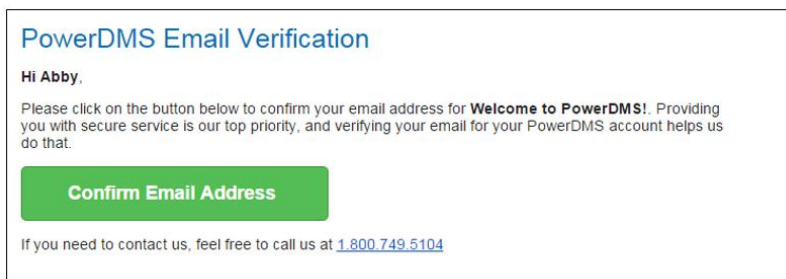 PowerDMS Email Verification
Hi Abby,
Please click on the button below to confirm your email address for Welcome to PowerDMS!. Providing
you with secure service is our top priority, and verifying your email for your PowerDMS account helps us
do that.
Confirm Email Address
If you need to contact us, feel free to call us at 1.800.749.5104